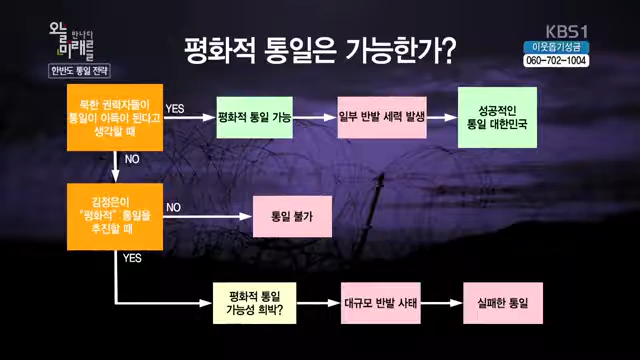 오늘 만나다
미래를
한반도 통일 전략
평화적 통일은 가능한가?
KBS1
이웃돕기성금
060-702-1004
북한 권력자들이
통일이 이득이 된다고
생각할 때
YES
평화적 통일 가능
일부 반발 세력 발생
성공적인
통일 대한민국
NO
김정은이
"평화적" 통일을
추진할 때
NO
통일 불가
YES
평화적 통일
가능성 희박?
대규모 반발 사태
실패한 통일